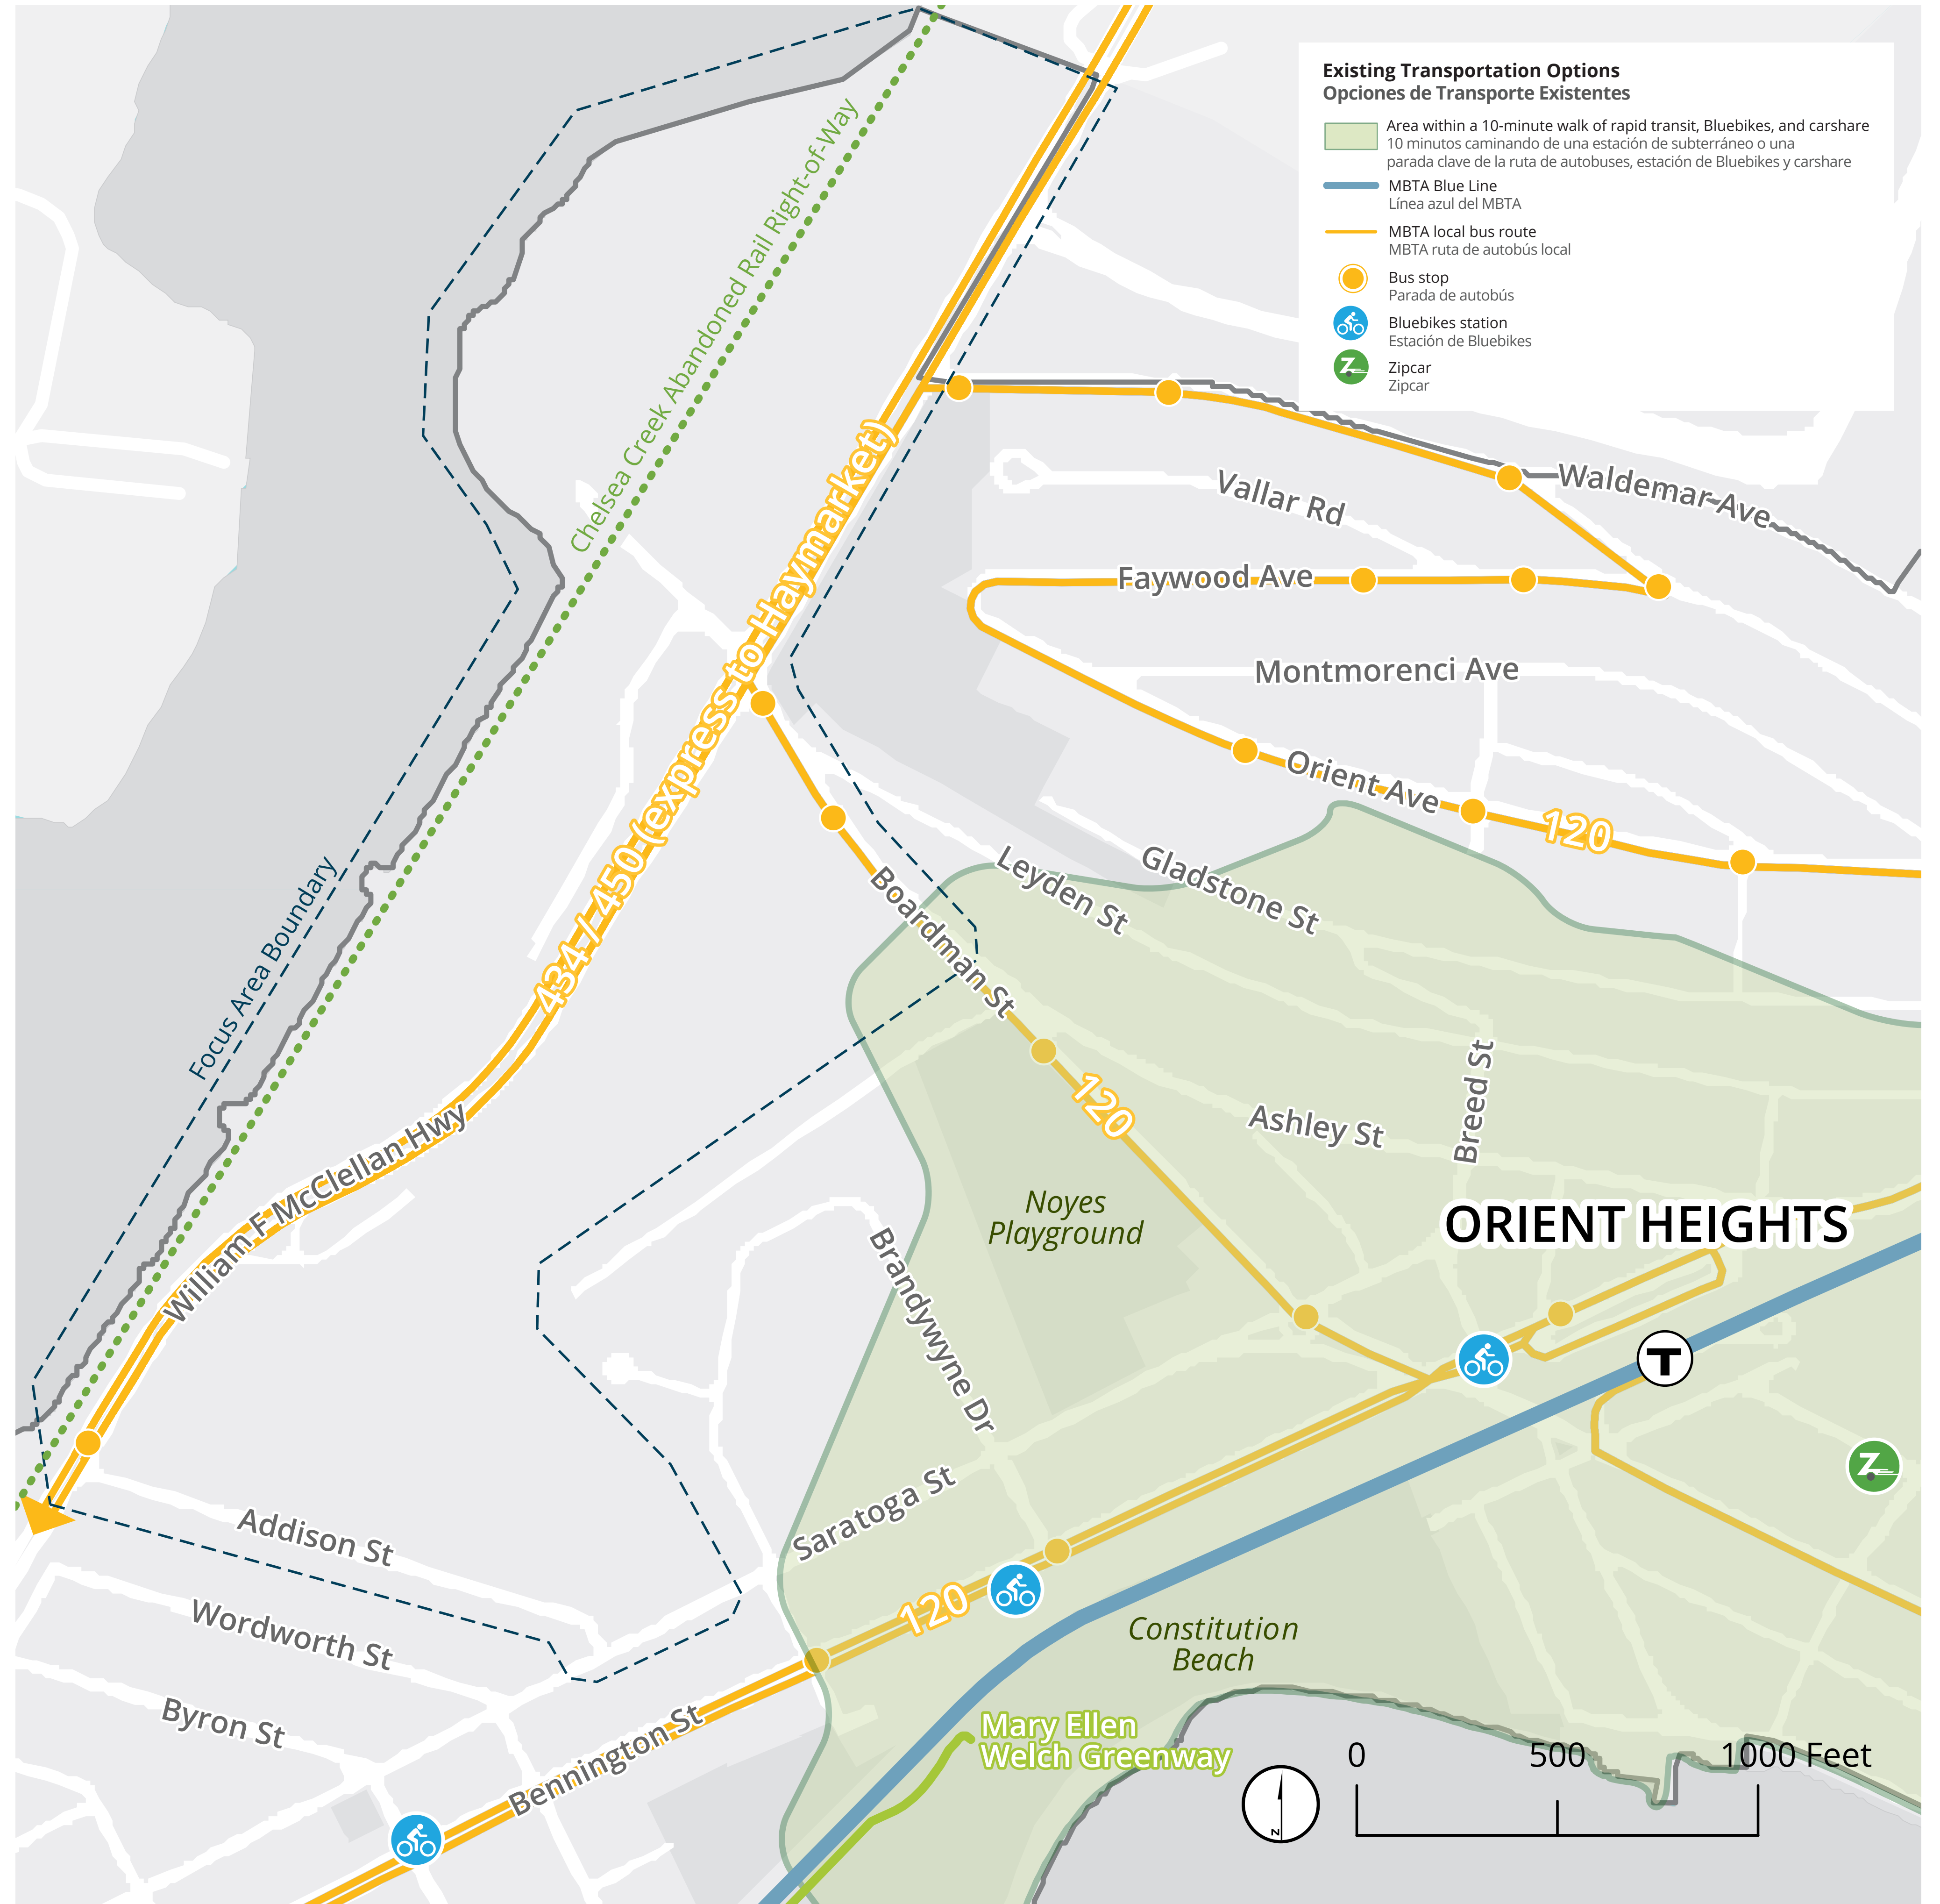 Existing Transportation Options
Opciones de Transporte Existentes
Area within a 10-minute walk of rapid transit, Bluebikes, and carshare
10 minutos caminando de una estación de subterráneo o una
parada clave de la ruta de autobuses, estación de Bluebikes y carshare
MBTA Blue Line
Línea azul del MBTA
MBTA local bus route
MBTA ruta de autobús local
Bus stop
Parada de autobús
Bluebikes station
Estación de Bluebikes
Z
Zipcar
Zipcar
Chelsea Creek Abandoned Rail Right-of-Way
434 / 450 (express to Haymarket)
Vallar Rd
Waldemar Ave
Faywood Ave
Montmorenci Ave
Orient Ave
120
Leyden St
Gladstone St
Boardman St
Focus Area Boundary
120
Ashley St
Breed St
William F McClellan Hwy
Noyes
Playground
ORIENT HEIGHTS
Brandywyne Dr
T
Z
Saratoga St
Addison St
120
Wordworth St
Constitution
Beach
Byron St
Bennington St
Mary Ellen
Welch Greenway
0 500 1000 Feet
N